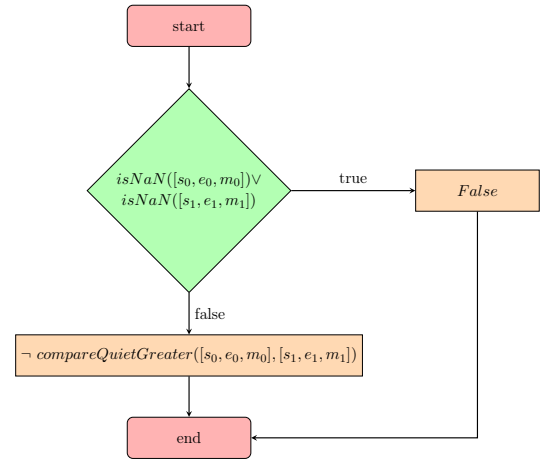 start
isNaN([s₀, e₀, m₀])∨
isNaN([s₁, e₁, m₁])
true
False
false
¬ compareQuietGreater([s₀, e₀, m₀],[s₁, e₁, m₁])
end